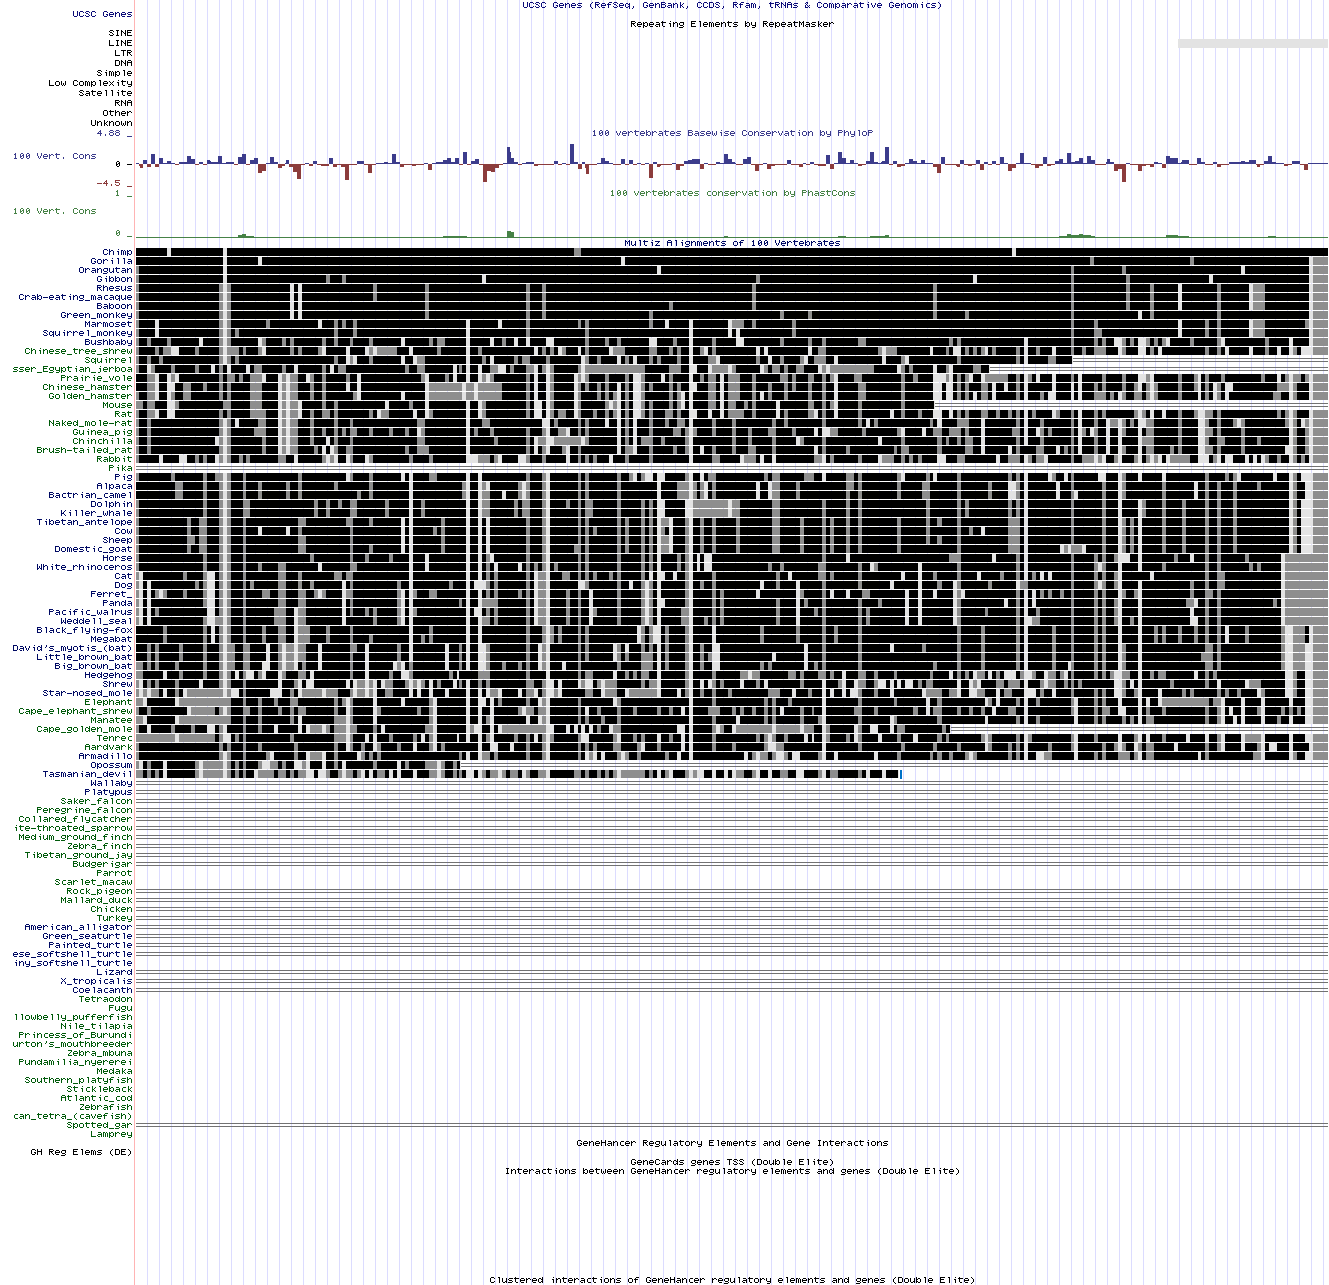 UCSC Genes (RefSeq, GenBank, CCDS, Rfam, tRNAs & Comparative Genomics)
UCSC Genes
Repeating Elements by RepeatMasker
SINE
LINE
LTR
DNA
Simple
Low Complexity
Satellite
RNA
Other
Unknown
100 vertebrates Basewise Conservation by PhyloP
4.88 _
100 Vert. Cons
0 _
-4.5 _
100 vertebrates conservation by PhastCons
1 _
100 Vert. Cons
0 _
Multiz Alignments of 100 Vertebrates
Chimp
Gorilla
Orangutan
Gibbon
Rhesus
Crab-eating_macaque
Baboon
Green_monkey
Marmoset
Squirrel_monkey
Bushbaby
Chinese_tree_shrew
Squirrel
sser_Egyptian_jerboa
Prairie_vole
Chinese_hamster
Golden_hamster
Mouse
Rat
Naked_mole-rat
Guinea_pig
Chinchilla
Brush-tailed_rat
Rabbit
Pika
Pig
Alpaca
Bactrian_camel
Dolphin
Killer_whale
Tibetan_antelope
Cow
Sheep
Domestic_goat
Horse
White_rhinoceros
Cat
Dog
Ferret_
Panda
Pacific_walrus
Weddell_seal
Black_flying-fox
Megabat
David's_myotis_(bat)
Little_brown_bat
Big_brown_bat
Hedgehog
Shrew
Star-nosed_mole
Elephant
Cape_elephant_shrew
Manatee
Cape_golden_mole
Tenrec
Aardvark
Armadillo
Opossum
Tasmanian_devil
Wallaby
Platypus
Saker_falcon
Peregrine_falcon
Collared_flycatcher
ite-throated_sparrow
Medium_ground_finch
Zebra_finch
Tibetan_ground_jay
Budgerigar
Parrot
Scarlet_macaw
Rock_pigeon
Mallard_duck
Chicken
Turkey
American_alligator
Green_seaturtle
Painted_turtle
ese_softshell_turtle
iny_softshell_turtle
Lizard
X_tropicalis
Coelacanth
Tetraodon
Fugu
llowbelly_pufferfish
Nile_tilapia
Princess_of_Burundi
urton's_mouthbreeder
Zebra_mbuna
Pundamilia_nyererei
Medaka
Southern_platyfish
Stickleback
Atlantic_cod
Zebrafish
can_tetra_(cavefish)
Spotted_gar
Lamprey
GeneHancer Regulatory Elements and Gene Interactions
GH Reg Elems (DE)
GeneCards genes TSS (Double Elite)
Interactions between GeneHancer regulatory elements and genes (Double Elite)
Clustered interactions of GeneHancer regulatory elements and genes (Double Elite)